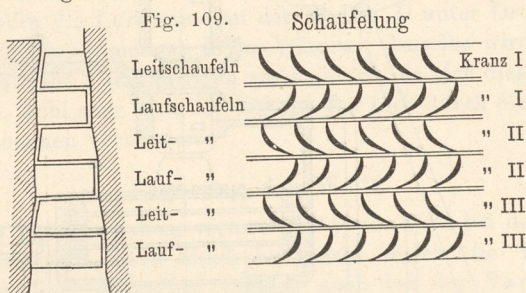 Fig. 109. Schaufelung
Leitschaufeln Kranz I
Laufschaufeln " I
Leit- " " II
Lauf- " " II
Leit- " " III
Lauf- " " III